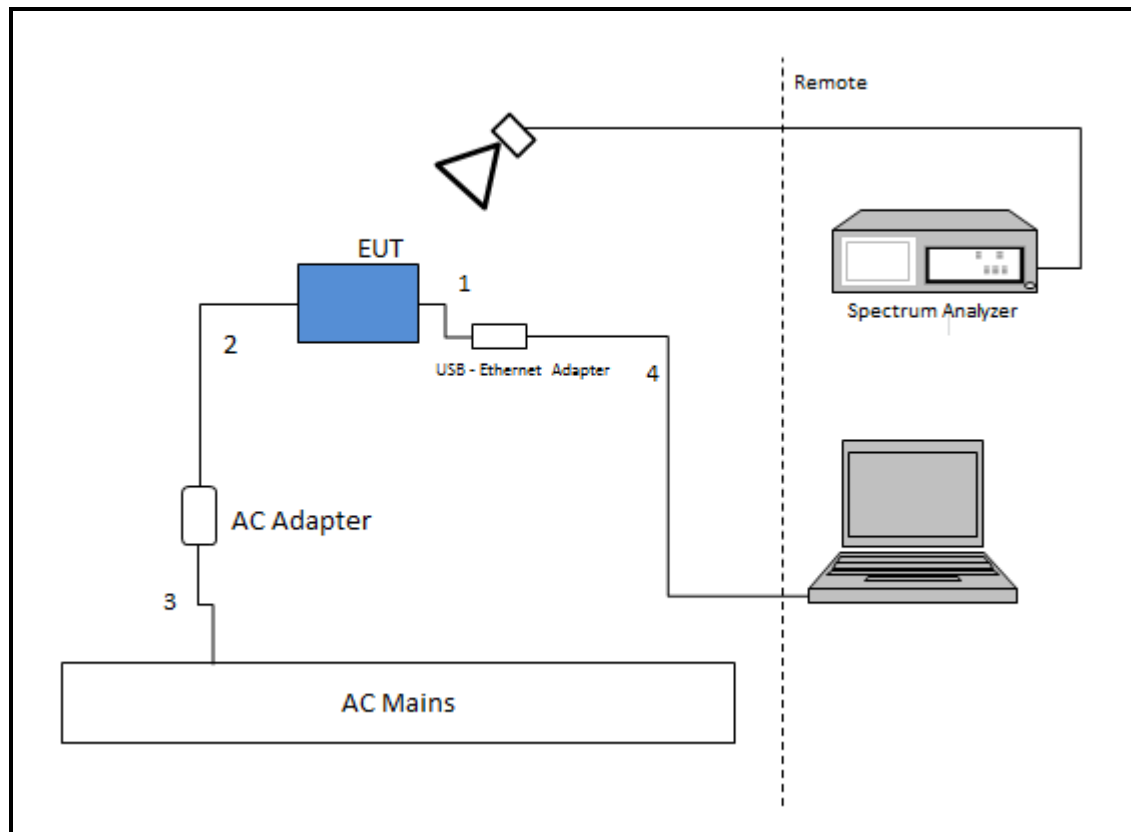 Remote
EUT
1
Spectrum Analyzer
2
USB - Ethernet Adapter
4
AC Adapter
3
AC Mains